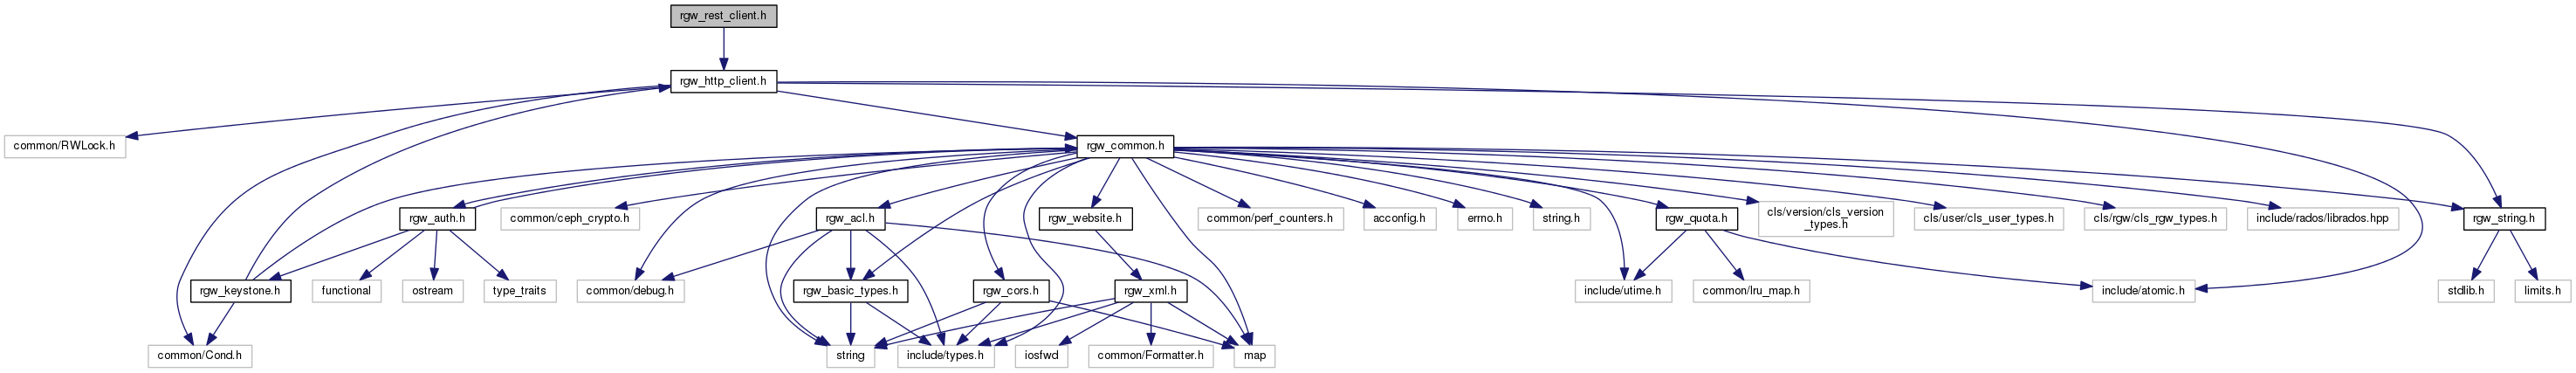 rgw_rest_client.h
rgw_http_client.h
common/RWLock.h
rgw_common.h
rgw_auth.h
common/ceph_crypto.h
rgw_acl.h
rgw_website.h
common/perf_counters.h
acconfig.h
errno.h
string.h
rgw_quota.h
cls/version/cls_version
_types.h
cls/user/cls_user_types.h
cls/rgw/cls_rgw_types.h
include/rados/librados.hpp
rgw_string.h
rgw_keystone.h
functional
ostream
type_traits
common/debug.h
rgw_basic_types.h
rgw_cors.h
rgw_xml.h
include/utime.h
common/lru_map.h
include/atomic.h
stdlib.h
limits.h
common/Cond.h
string
include/types.h
iosfwd
common/Formatter.h
map